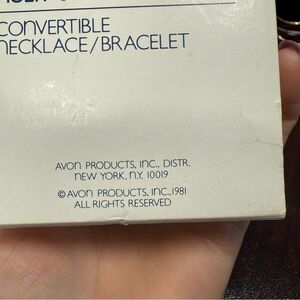 CONVERTIBLE
NECKLACE/BRACELET
AVON PRODUCTS, INC., DISTR.
NEW YORK, N.Y. 10019
© AVON PRODUCTS, INC., 1981
ALL RIGHTS RESERVED